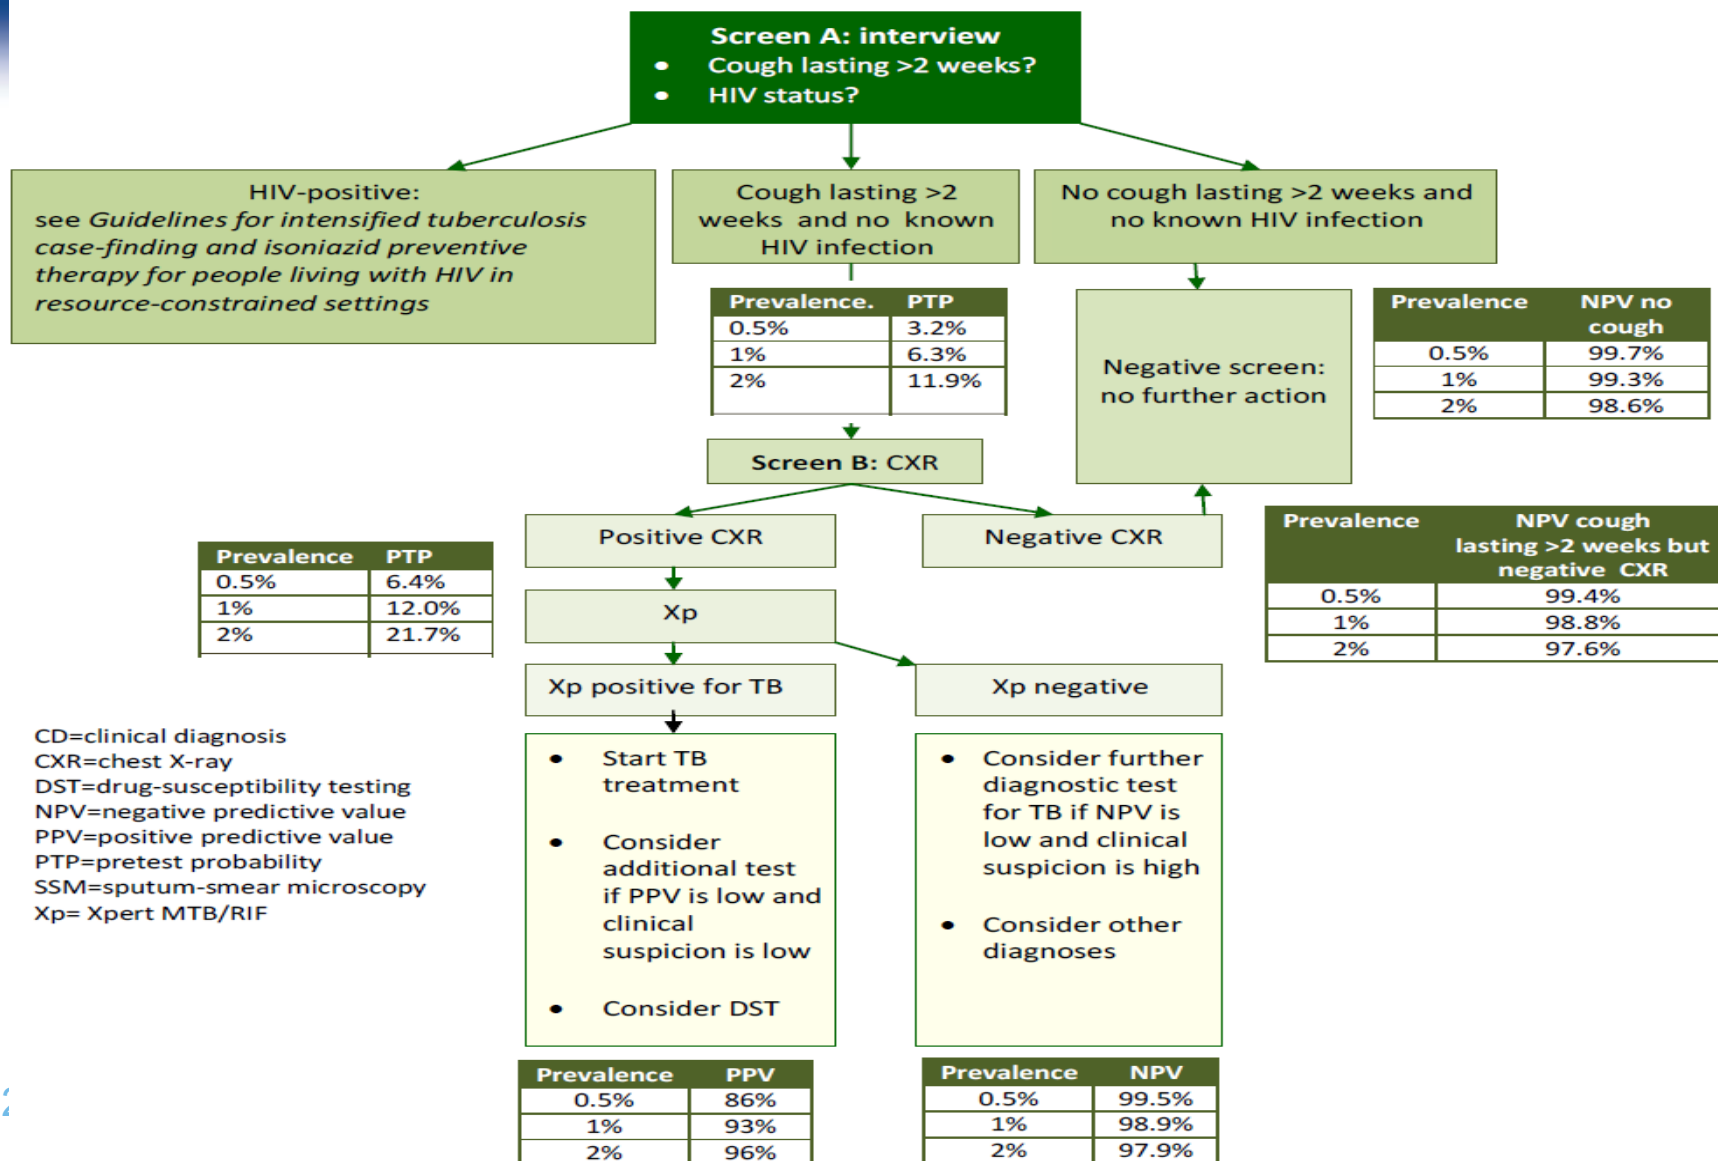 Screen A: interview
• Cough lasting >2 weeks?
• HIV status?
HIV-positive:
see Guidelines for intensified tuberculosis
case-finding and isoniazid preventive
therapy for people living with HIV in
resource-constrained settings
Cough lasting >2
weeks and no known
HIV infection
No cough lasting >2 weeks and
no known HIV infection
Prevalence. PTP
0.5% 3.2%
1% 6.3%
2% 11.9%
Negative screen:
no further action
Prevalence NPV no
cough
0.5% 99.7%
1% 99.3%
2% 98.6%
Screen B: CXR
Positive CXR
Negative CXR
Prevalence NPV cough
lasting >2 weeks but
negative CXR
0.5% 99.4%
1% 98.8%
2% 97.6%
Prevalence PTP
0.5% 6.4%
1% 12.0%
2% 21.7%
Xp
Xp positive for TB
Xp negative
CD=clinical diagnosis
CXR=chest X-ray
DST=drug-susceptibility testing
NPV=negative predictive value
PPV=positive predictive value
PTP=pretest probability
SSM=sputum-smear microscopy
Xp= Xpert MTB/RIF
• Start TB
treatment
• Consider
additional test
if PPV is low and
clinical
suspicion is low
• Consider DST
• Consider further
diagnostic test
for TB if NPV is
low and clinical
suspicion is high
• Consider other
diagnoses
Prevalence PPV
0.5% 86%
1% 93%
2% 96%
Prevalence NPV
0.5% 99.5%
1% 98.9%
2% 97.9%